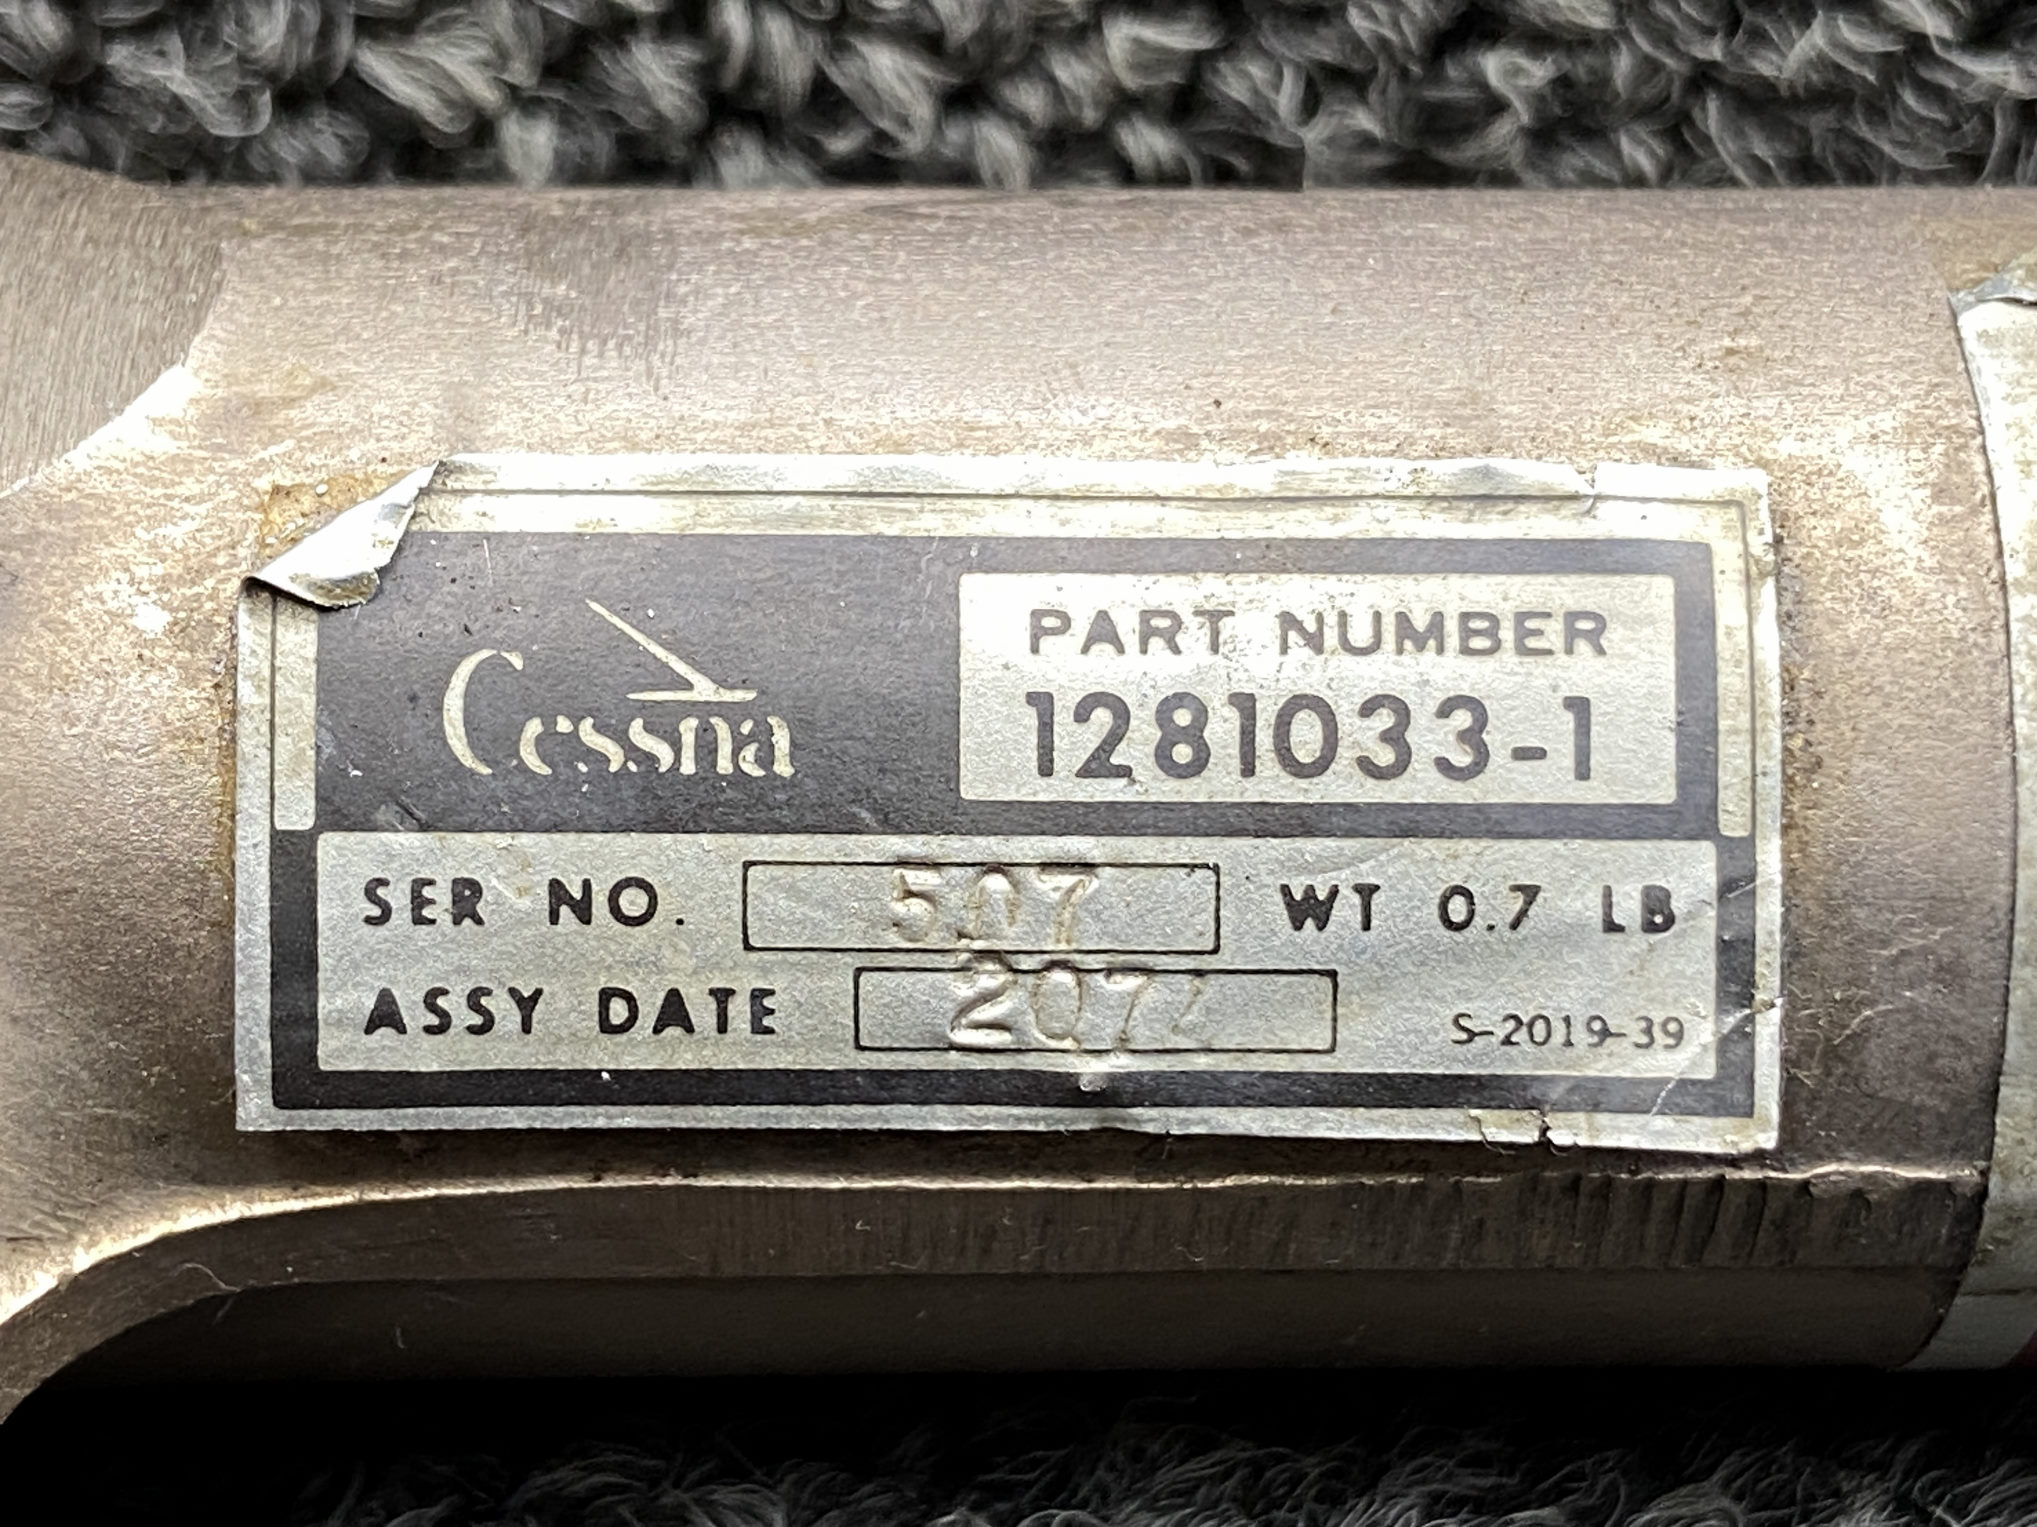 Cessna
PART NUMBER
1281033-1
SER NO. 507 WT 0.7 LB
ASSY DATE
S-2019-39